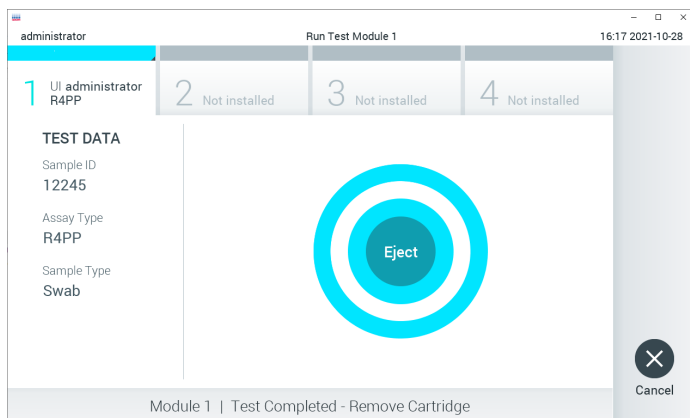 administrator
Run Test Module 1
16:17 2021-10-28
1 UI administrator
R4PP
2 Not installed
3 Not installed
4 Not installed
TEST DATA
Sample ID
12245
Assay Type
R4PP
Sample Type
Swab
Eject
Cancel
Module 1 | Test Completed - Remove Cartridge